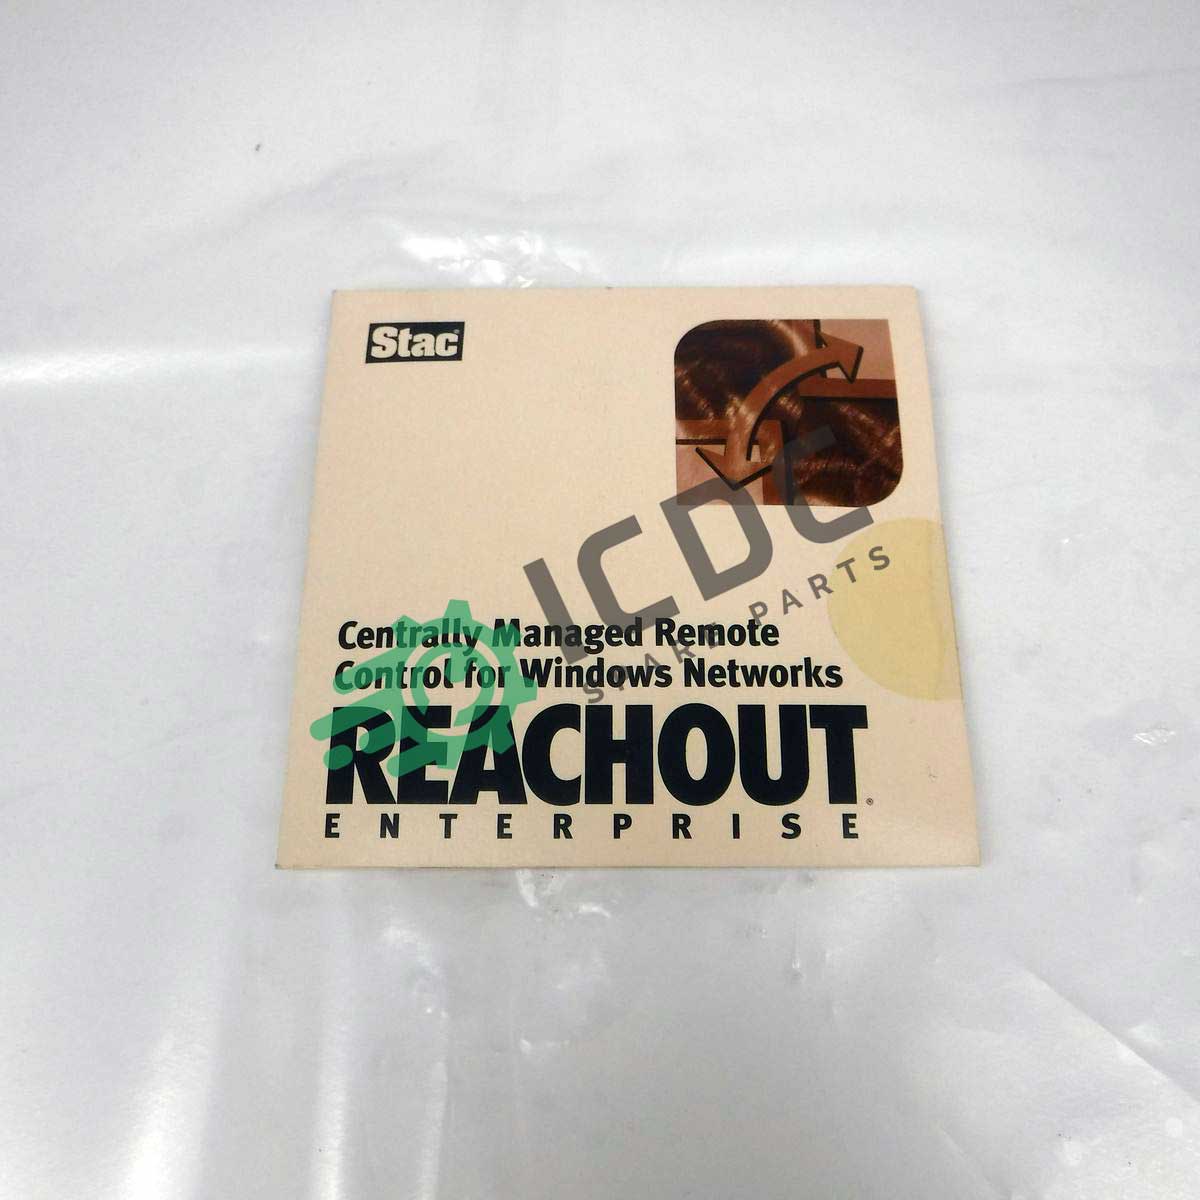 Stac®
ICDC
SPARE PARTS
Centrally Managed Remote
Control for Windows Networks
REACHOUT®
ENTERPRISE